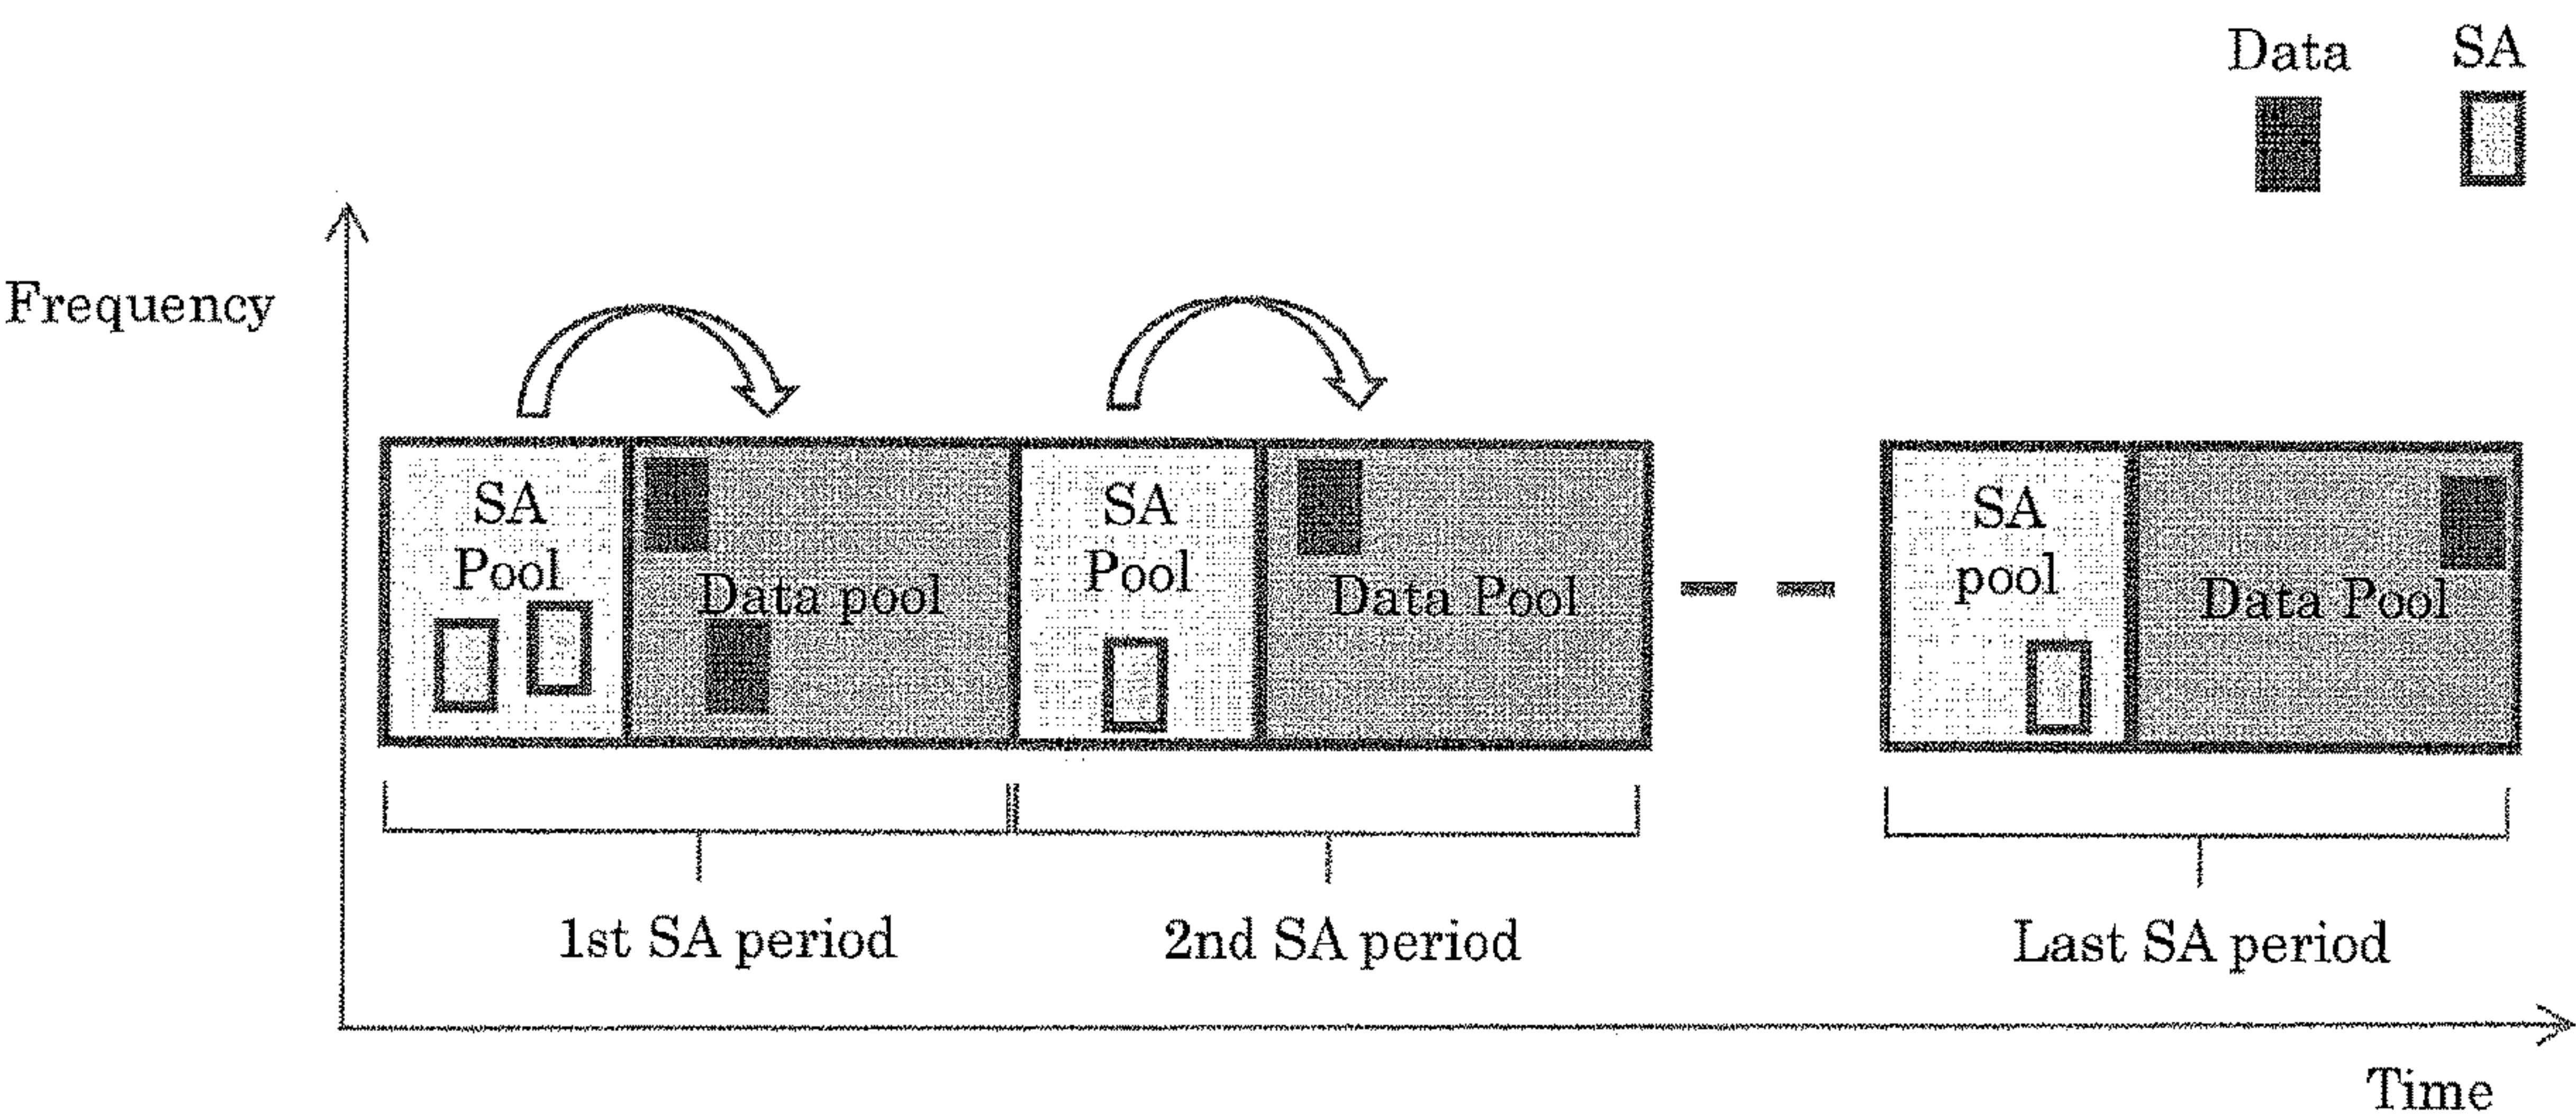 Data SA
Frequency
SA
Pool
Data pool
SA
Pool
Data Pool
SA
pool
Data Pool
1st SA period
2nd SA period
Last SA period
Time